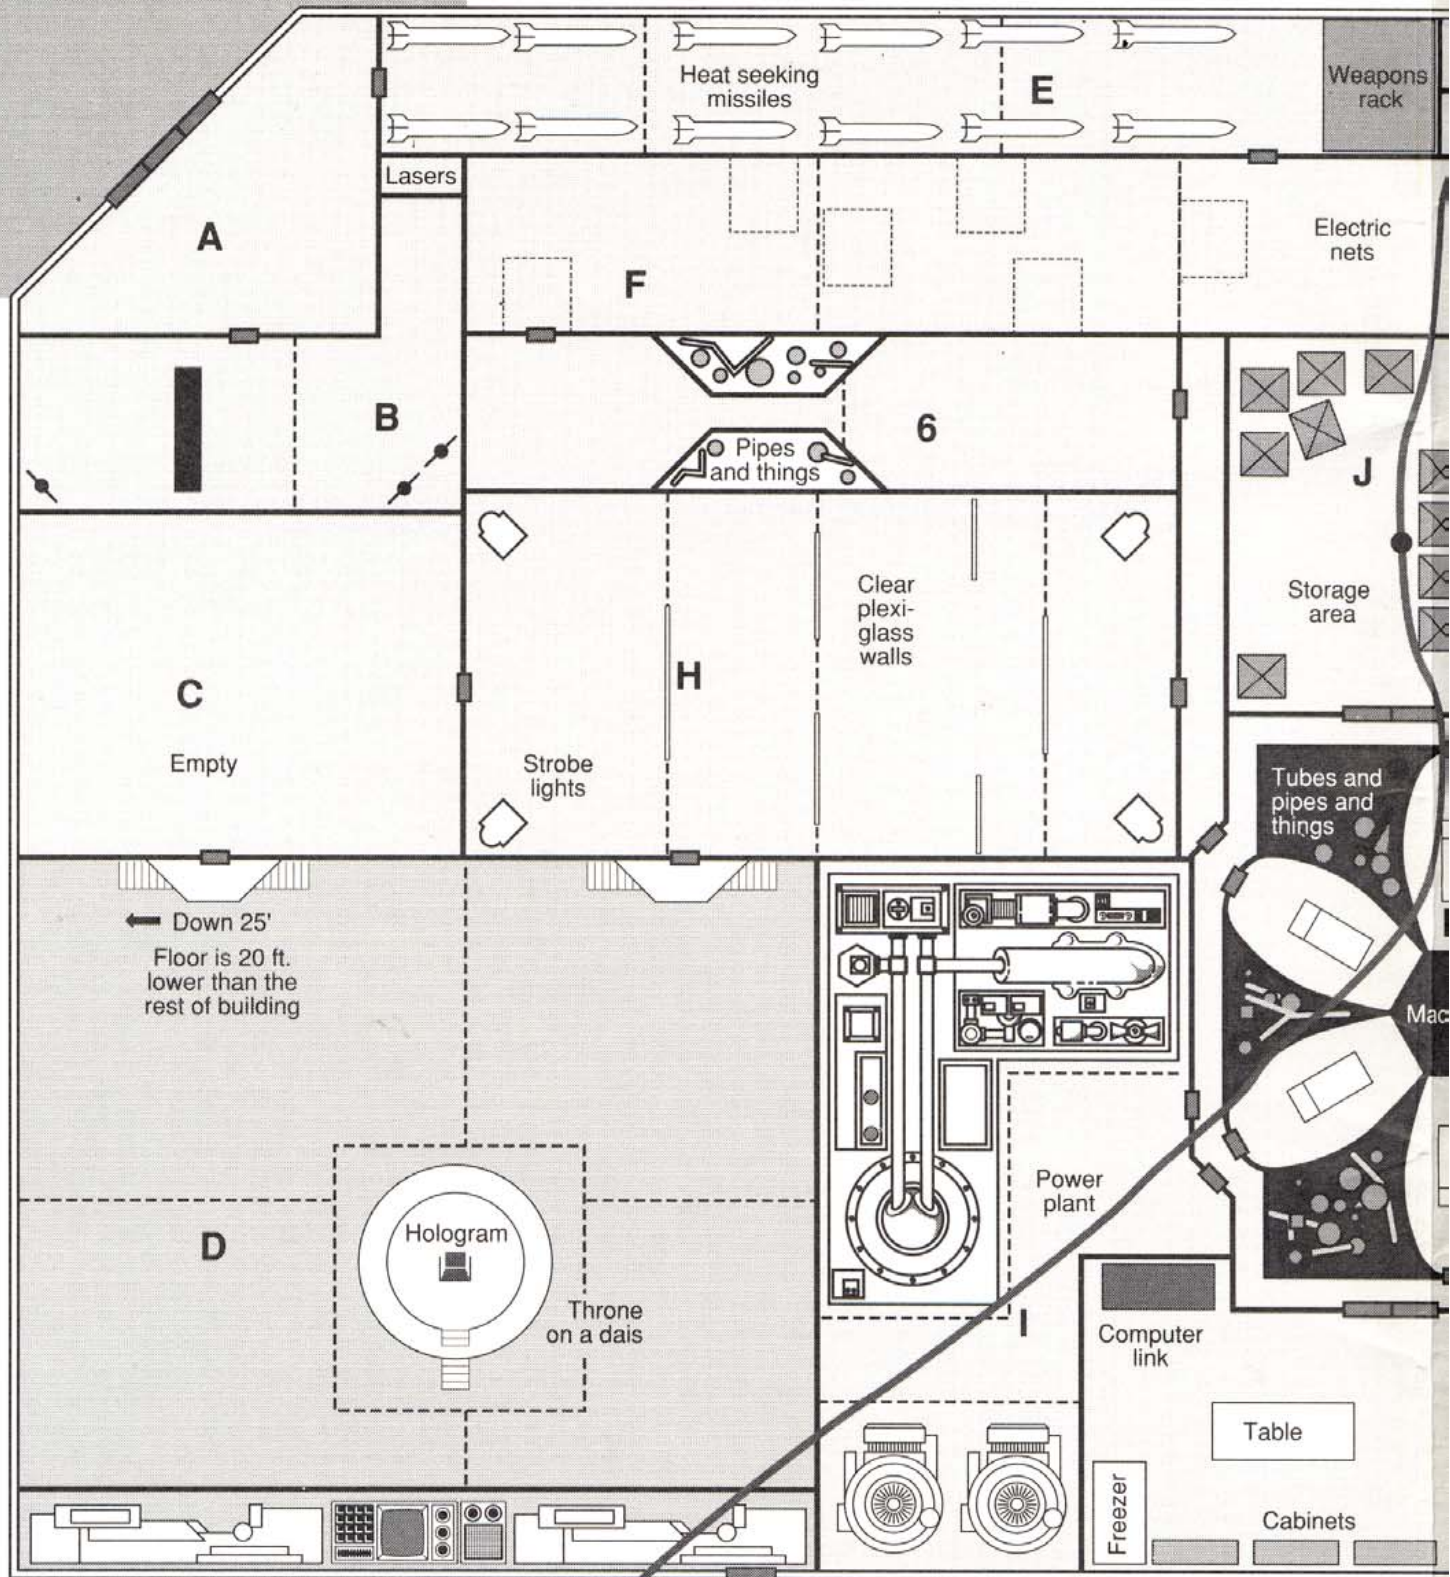 Heat seeking
missiles
E
Weapons
rack
Lasers
A
F
Electric
nets
B
6
Pipes
and things
J
Clear
plexi-
glass
walls
Storage
area
C
H
Empty
Strobe
lights
Tubes and
pipes and
things
Down 25'
Floor is 20 ft.
lower than the
rest of building
Mac
Power
plant
D
Hologram
Throne
on a dais
I
Computer
link
Table
Freezer
Cabinets